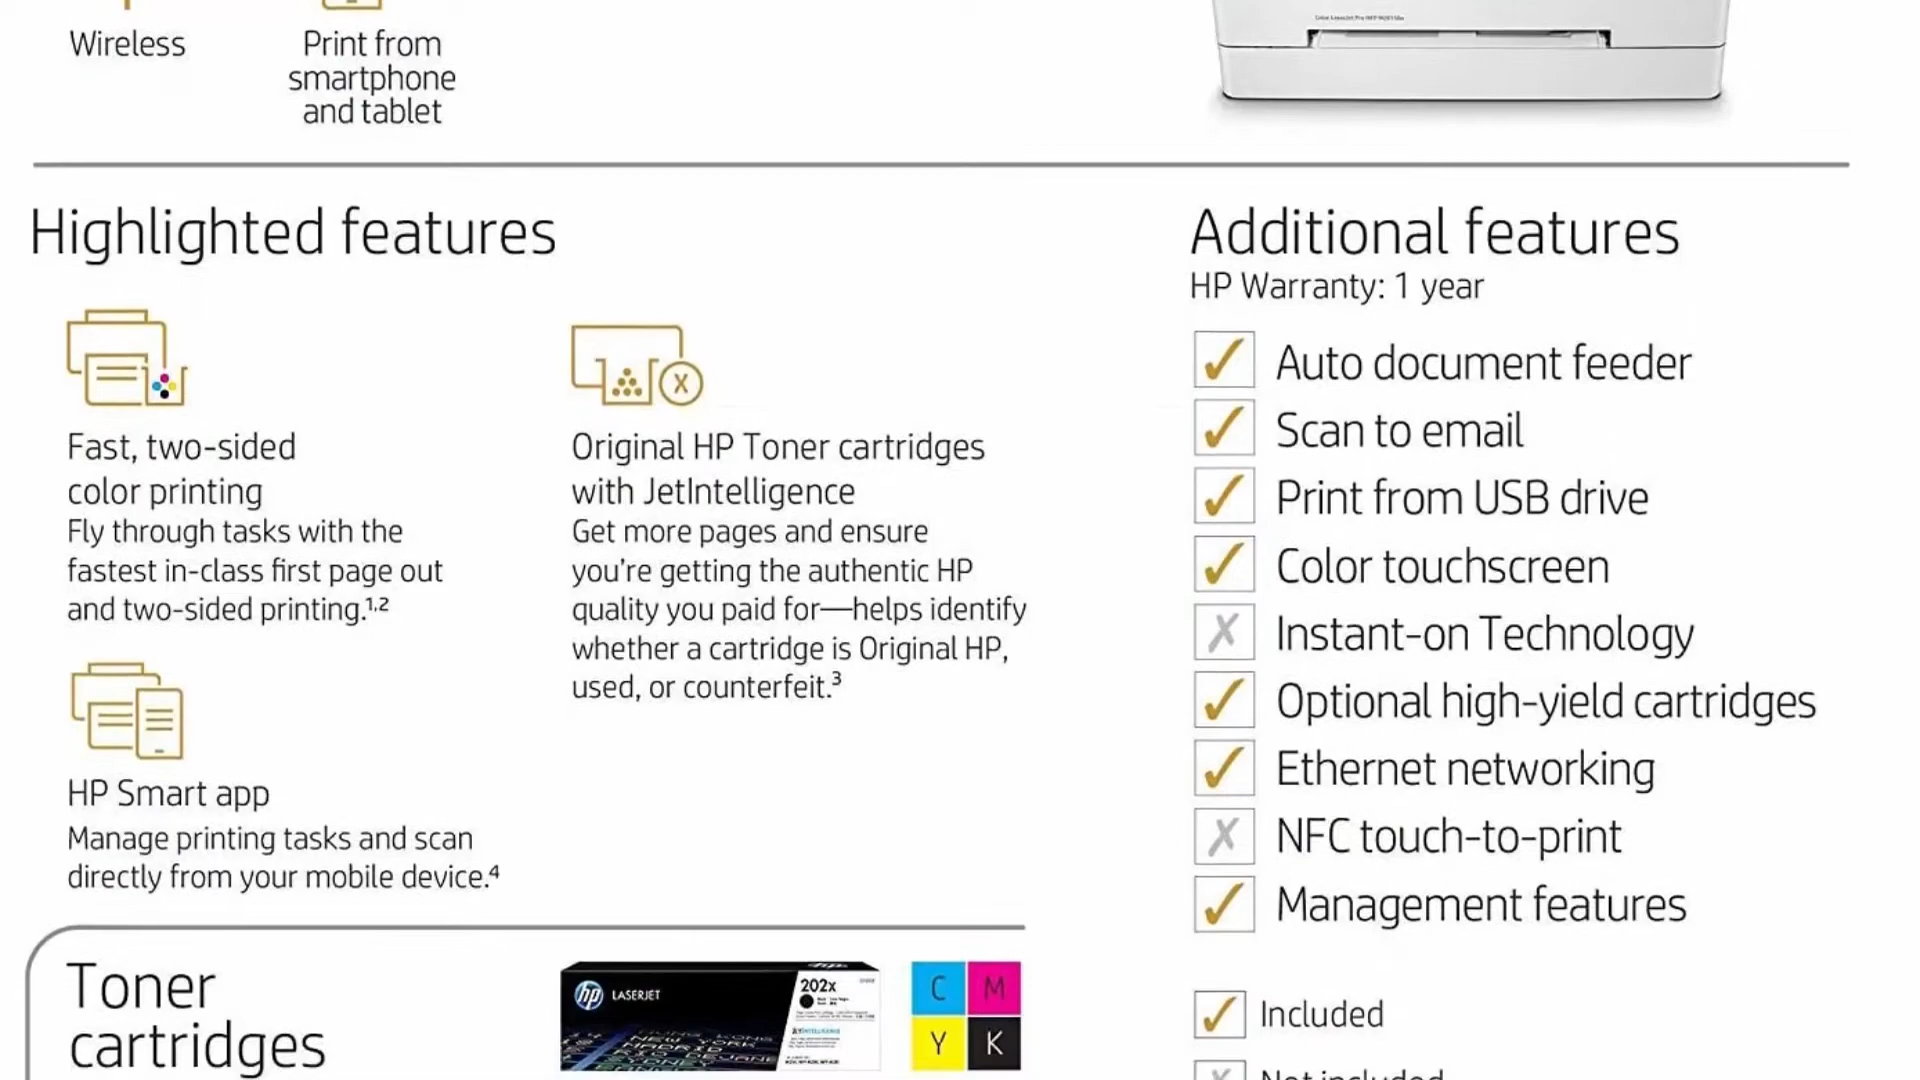 Wireless
Print from
smartphone
and tablet
Highlighted features
Fast, two-sided
color printing
Fly through tasks with the
fastest in-class first page out
and two-sided printing.¹,²
HP Smart app
Manage printing tasks and scan
directly from your mobile device.⁴
X
Original HP Toner cartridges
with JetIntelligence
Get more pages and ensure
you're getting the authentic HP
quality you paid for—helps identify
whether a cartridge is Original HP,
used, or counterfeit.³
Additional features
HP Warranty: 1 year
Auto document feeder
Scan to email
Print from USB drive
Color touchscreen
Instant-on Technology
Optional high-yield cartridges
Ethernet networking
NFC touch-to-print
Management features
Included
Not included
Toner
cartridges
hp
LASERJET
202x
C M
Y K